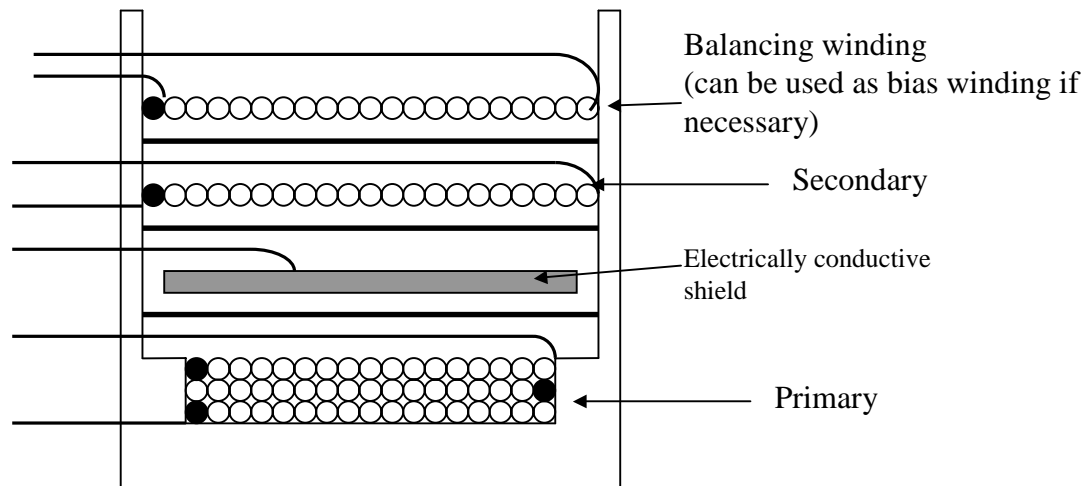 Balancing winding
(can be used as bias winding if
necessary)
Secondary
Electrically conductive
shield
Primary